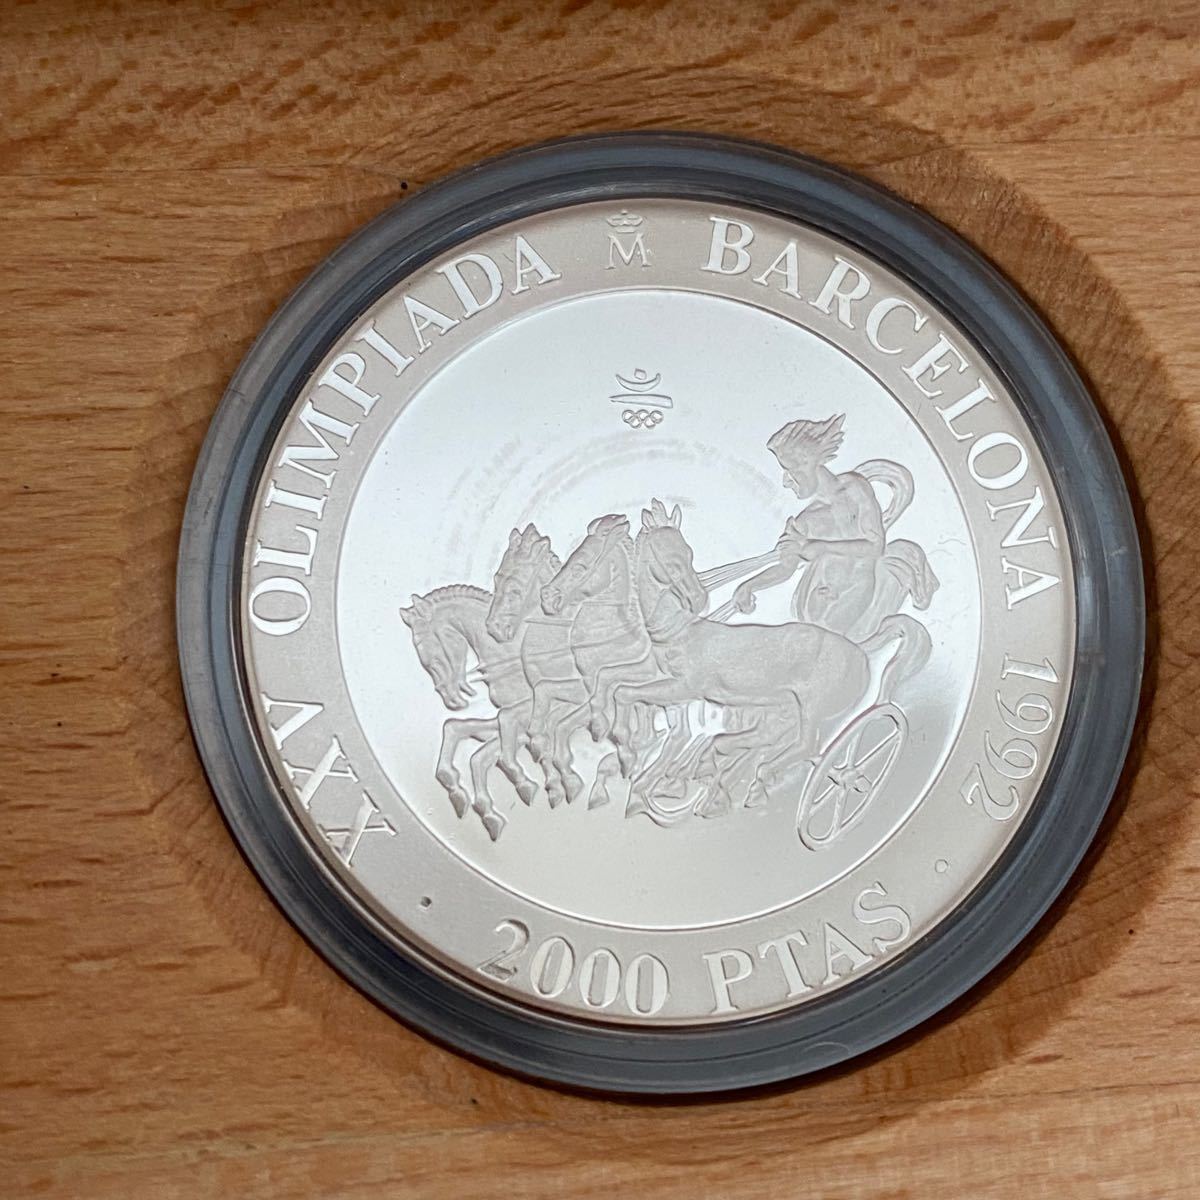 XXV OLIMPIADA M BARCELONA 1992
2000 PTAS